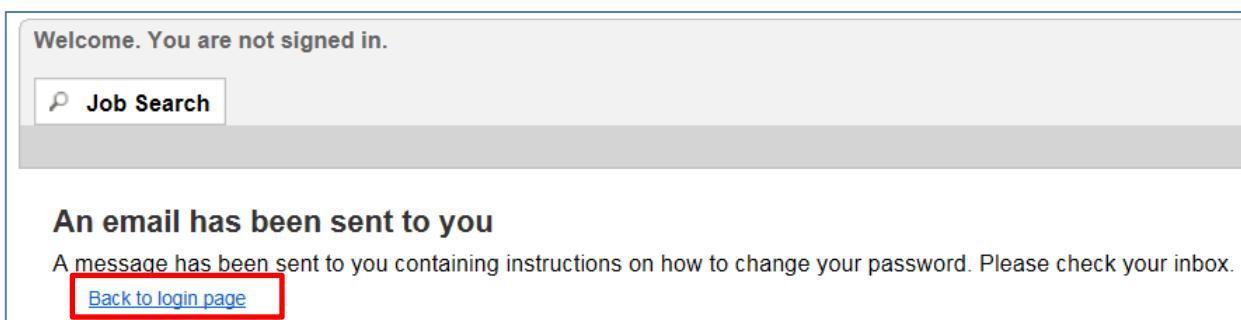 Welcome. You are not signed in.
Job Search
An email has been sent to you
A message has been sent to you containing instructions on how to change your password. Please check your inbox.
Back to login page